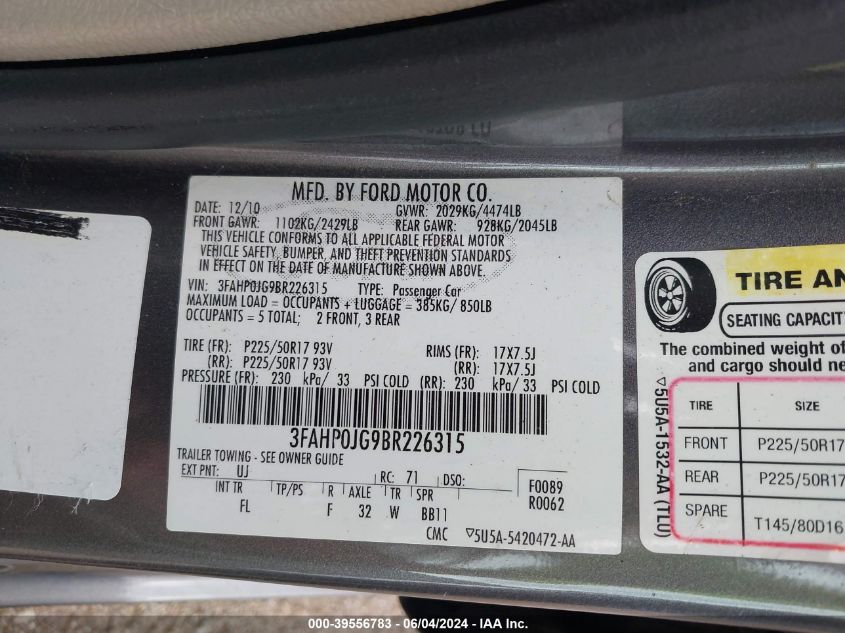 MFD. BY FORD MOTOR CO.
DATE: 12/10 GVWR: 2029KG/4474LB
FRONT GAWR: 1102KG/2429LB REAR GAWR: 928KG/2045LB
THIS VEHICLE CONFORMS TO ALL APPLICABLE FEDERAL MOTOR
VEHICLE SAFETY, BUMPER, AND THEFT PREVENTION STANDARDS
IN EFFECT ON THE DATE OF MANUFACTURE SHOWN ABOVE.
VIN: 3FAHP0JG9BR226315 TYPE: Passenger Car
MAXIMUM LOAD = OCCUPANTS + LUGGAGE = 385KG/ 850LB
OCCUPANTS = 5 TOTAL; 2 FRONT, 3 REAR
TIRE (FR): P225/50R17 93V RIMS (FR): 17X7.5J
(RR): P225/50R17 93V (RR): 17X7.5J
PRESSURE (FR): 230 kPa/ 33 PSI COLD (RR): 230 kPa/ 33 PSI COLD
3FAHP0JG9BR226315
TRAILER TOWING - SEE OWNER GUIDE
EXT PNT: UJ RC: 71 DSO: F0089
R0062
INT TR TP/PS R AXLE TR SPR
FL F 32 W BB11
CMC ▽5U5A-5420472-AA
TIRE AN
SEATING CAPACIT
The combined weight of
and cargo should ne
▽5U5A-1532-AA (TLU)
TIRE SIZE
FRONT P225/50R17
REAR P225/50R17
SPARE T145/80D16
000-39556783 - 06/04/2024 - IAA Inc.